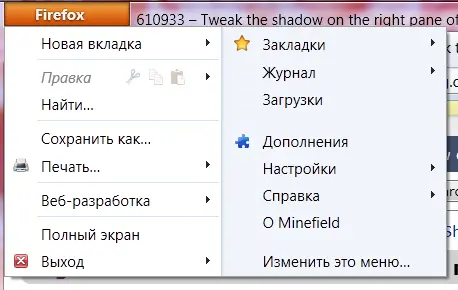 Firefox
610933 – Tweak the shadow on the right pane of
Новая вкладка
Правка
Найти...
Сохранить как...
Печать...
Веб-разработка
Полный экран
Выход
Закладки
Журнал
Загрузки
Дополнения
Настройки
Справка
О Minefield
Изменить это меню...